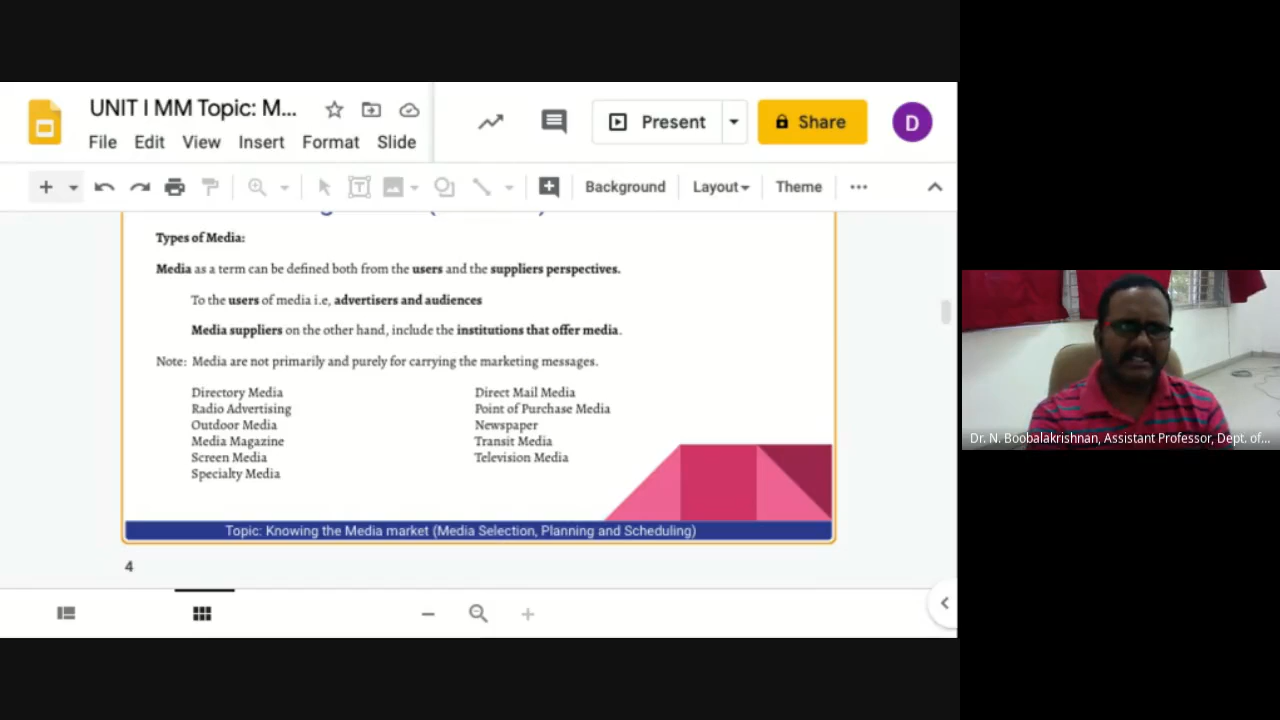 UNIT I MM Topic: M...
File Edit View Insert Format Slide
Present
Share
D
Background Layout Theme
Types of Media:
Media as a term can be defined both from the users and the suppliers perspectives.
To the users of media i.e, advertisers and audiences
Media suppliers on the other hand, include the institutions that offer media.
Note: Media are not primarily and purely for carrying the marketing messages.
Directory Media
Radio Advertising
Outdoor Media
Media Magazine
Screen Media
Specialty Media
Direct Mail Media
Point of Purchase Media
Newspaper
Transit Media
Television Media
Topic: Knowing the Media market (Media Selection, Planning and Scheduling)
4
Dr. N. Boobalakrishnan, Assistant Professor, Dept. of...